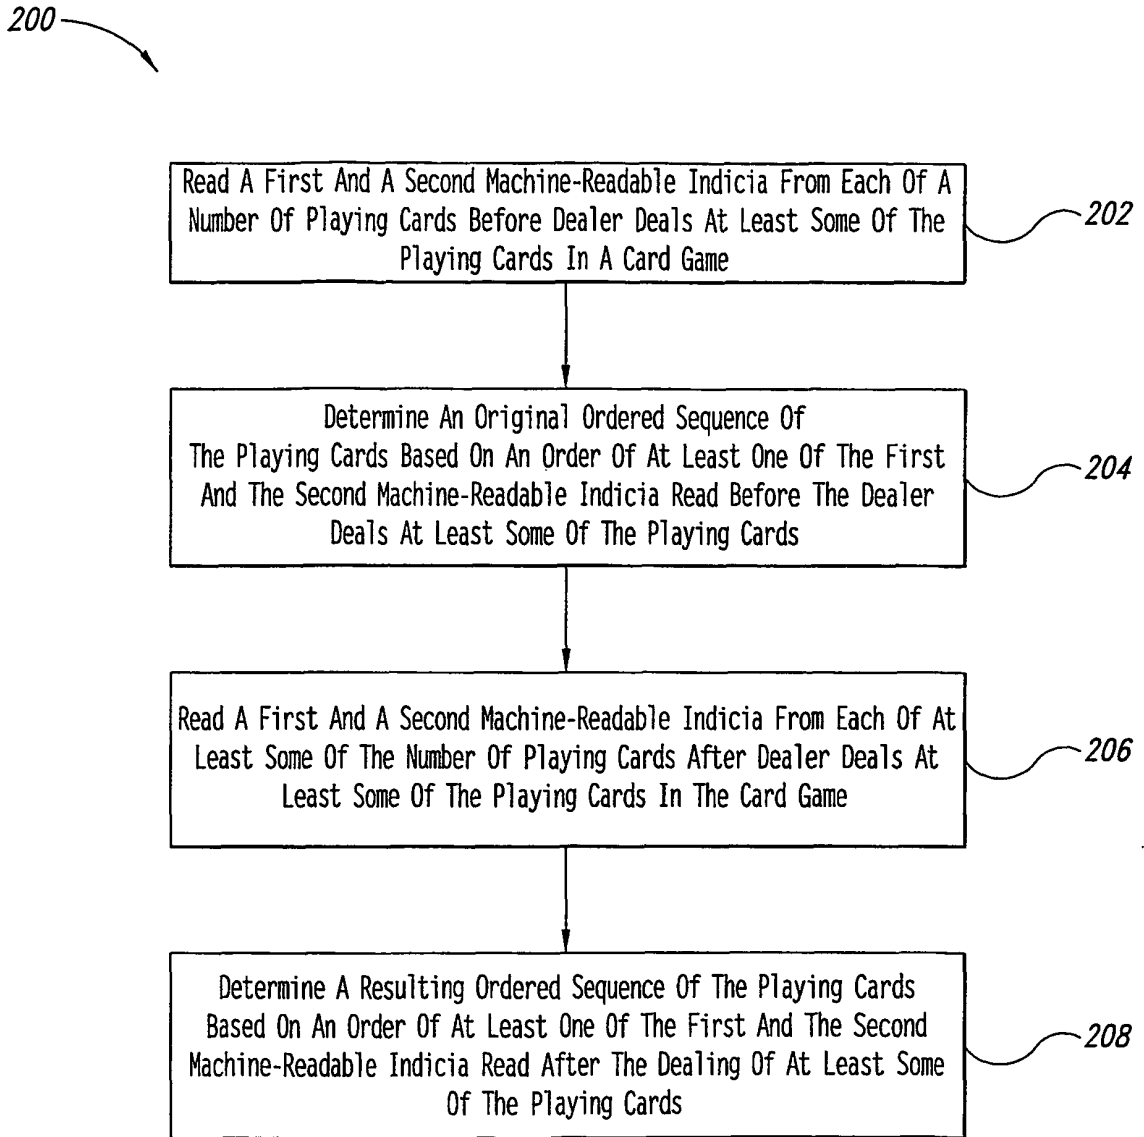 200
Read A First And A Second Machine-Readable Indicia From Each Of A
Number Of Playing Cards Before Dealer Deals At Least Some Of The
Playing Cards In A Card Game
202
Determine An Original Ordered Sequence Of
The Playing Cards Based On An Order Of At Least One Of The First
And The Second Machine-Readable Indicia Read Before The Dealer
Deals At Least Some Of The Playing Cards
204
Read A First And A Second Machine-Readable Indicia From Each Of At
Least Some Of The Number Of Playing Cards After Dealer Deals At
Least Some Of The Playing Cards In The Card Game
206
Determine A Resulting Ordered Sequence Of The Playing Cards
Based On An Order Of At Least One Of The First And The Second
Machine-Readable Indicia Read After The Dealing Of At Least Some
Of The Playing Cards
208